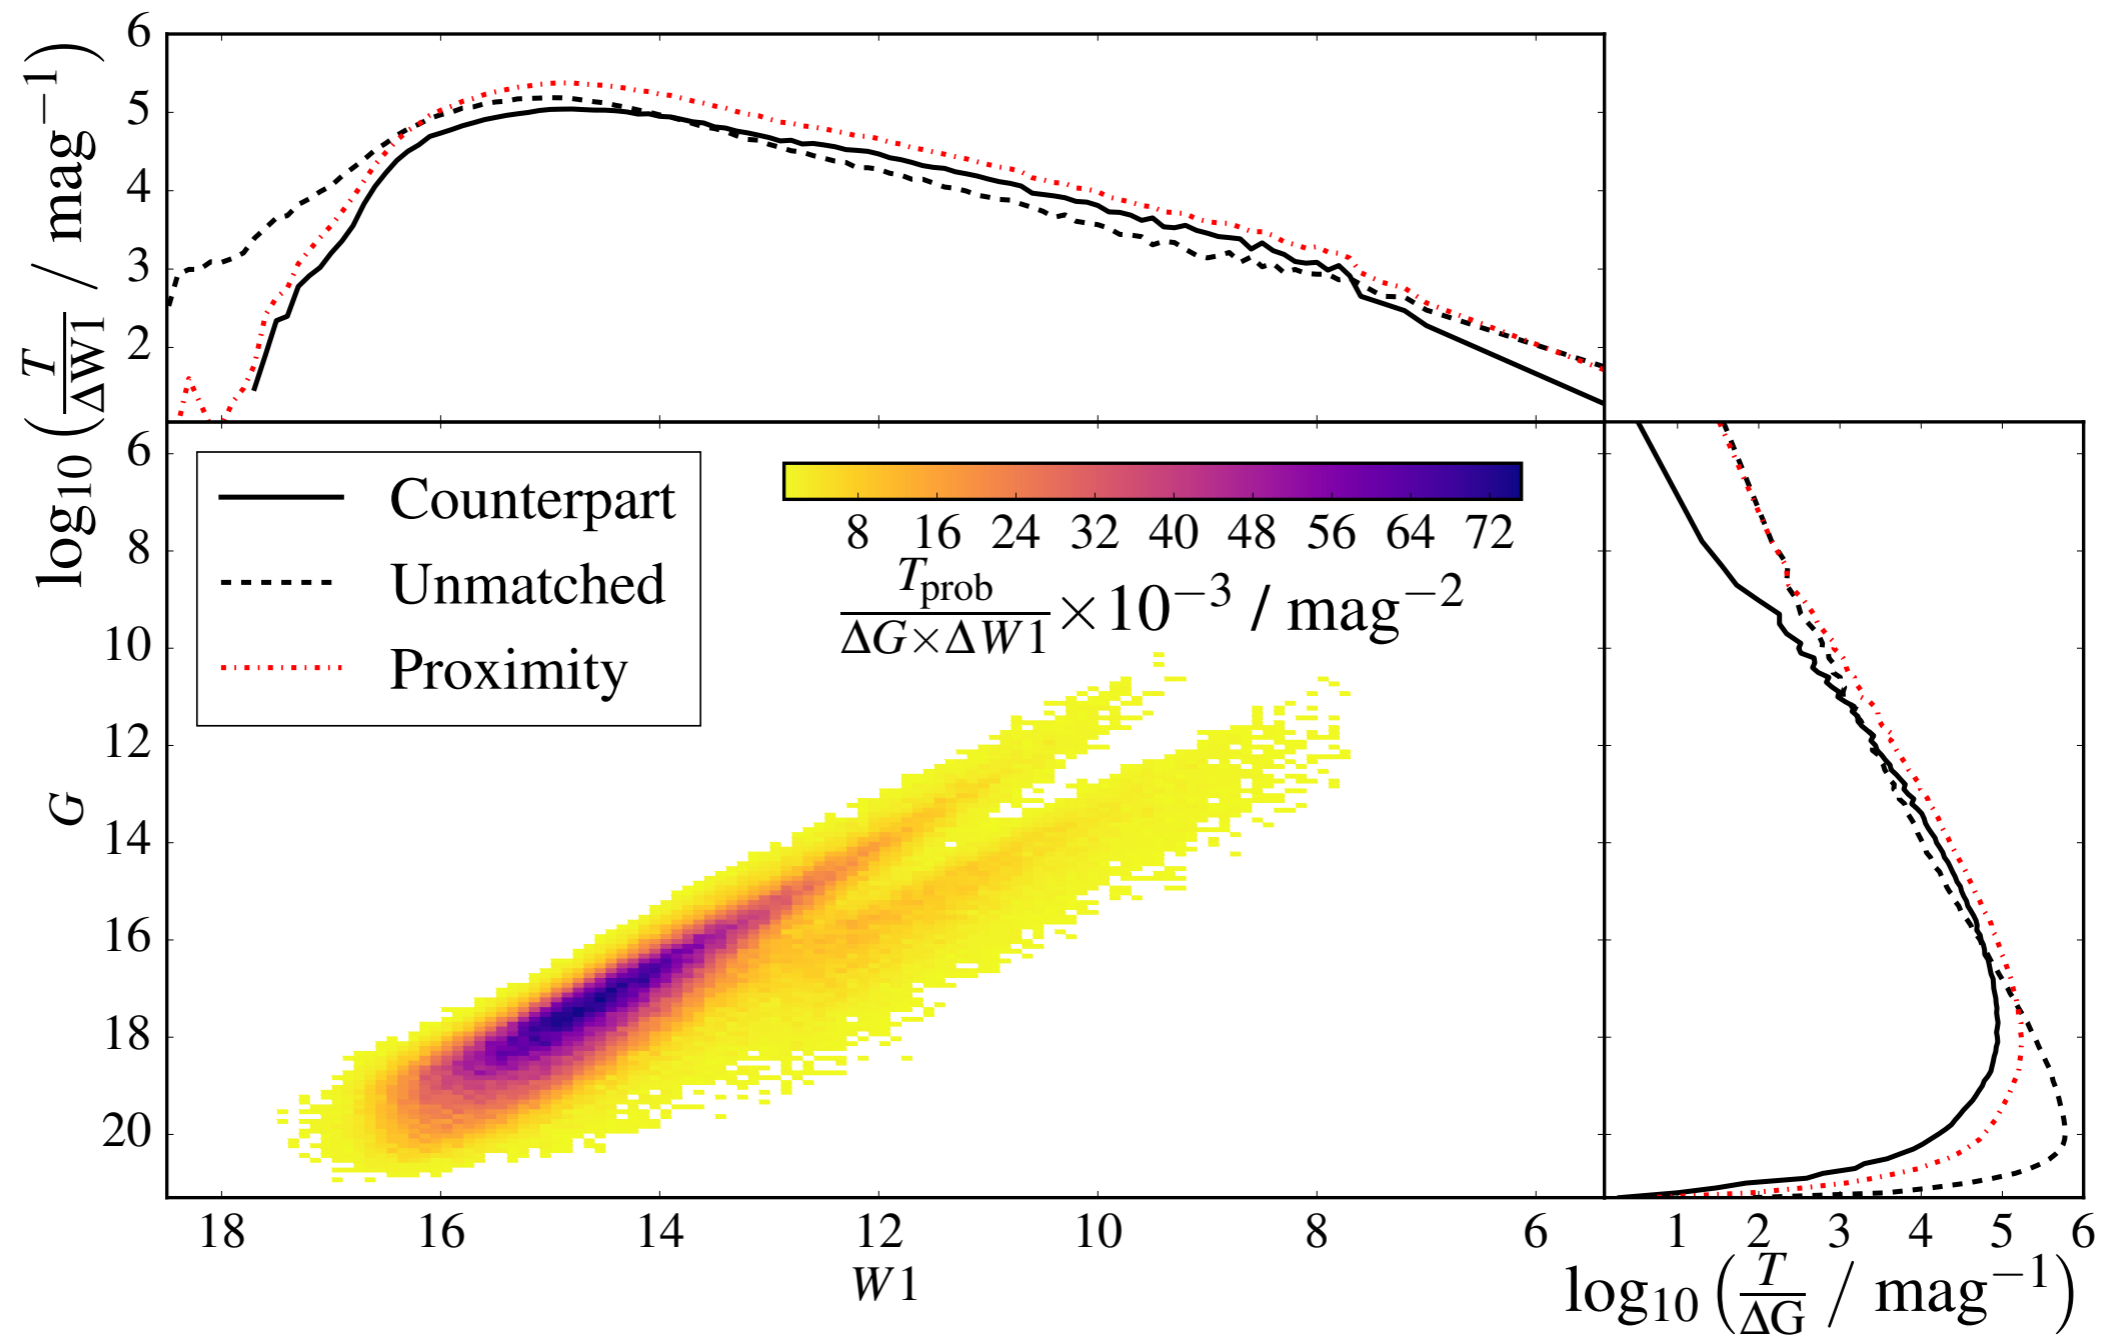 6
5
4
3
2
log₁₀ (T/ΔW1 / mag⁻¹)
6
8
10
12
14
16
18
20
G
Counterpart
Unmatched
Proximity
8 16 24 32 40 48 56 64 72
T_prob/ΔG×ΔW1 ×10⁻³ / mag⁻²
18 16 14 12 10 8 6
W1
1 2 3 4 5 6
log₁₀ (T/ΔG / mag⁻¹)